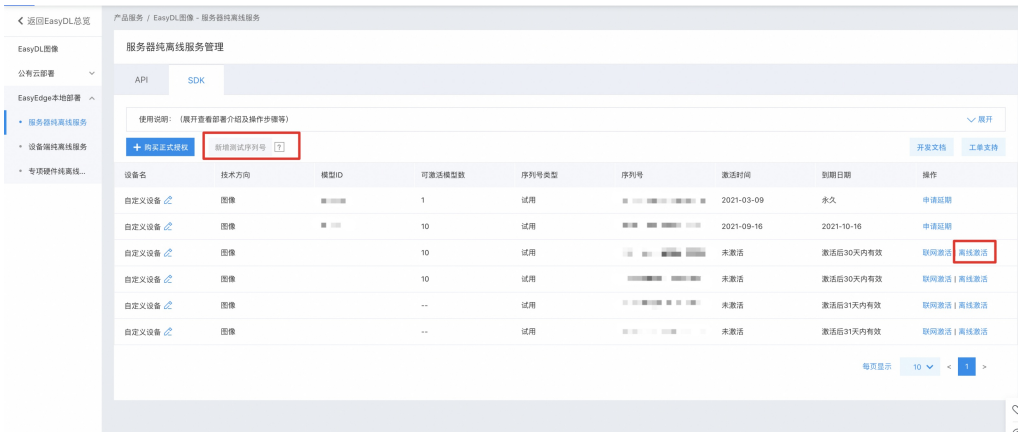 返回EasyDL总览
产品服务 / EasyDL图像 - 服务器纯离线服务
EasyDL图像
公有云部署
EasyEdge本地部署
服务器纯离线服务
设备端纯离线服务
专项硬件纯离线...
服务器纯离线服务管理
API SDK
使用说明: (展开查看部署介绍及操作步骤等) 展开
+ 购买正式授权 新增测试序列号 ? 开发文档 工单支持
设备名 技术方向 模型ID 可激活模型数 序列号类型 序列号 激活时间 到期日期 操作
自定义设备 图像 1 试用 2021-03-09 永久 申请延期
自定义设备 图像 10 试用 2021-09-16 2021-10-16 申请延期
自定义设备 图像 10 试用 未激活 激活后30天内有效 联网激活 离线激活
自定义设备 图像 10 试用 未激活 激活后30天内有效 联网激活 | 离线激活
自定义设备 图像 -- 试用 未激活 激活后31天内有效 联网激活 | 离线激活
自定义设备 图像 -- 试用 未激活 激活后31天内有效 联网激活 | 离线激活
每页显示 10 < 1 >